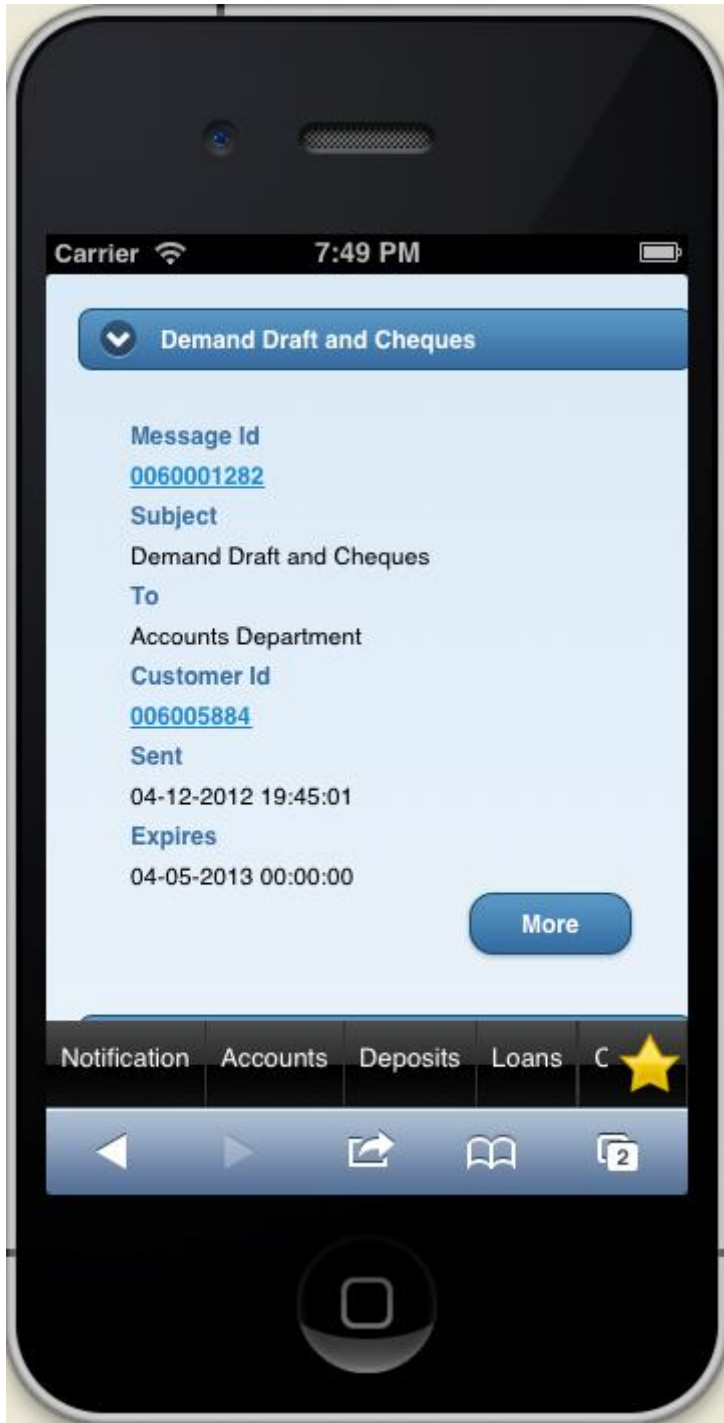 Carrier 7:49 PM
Demand Draft and Cheques
Message Id
0060001282
Subject
Demand Draft and Cheques
To
Accounts Department
Customer Id
006005884
Sent
04-12-2012 19:45:01
Expires
04-05-2013 00:00:00
More
Notification Accounts Deposits Loans C
2